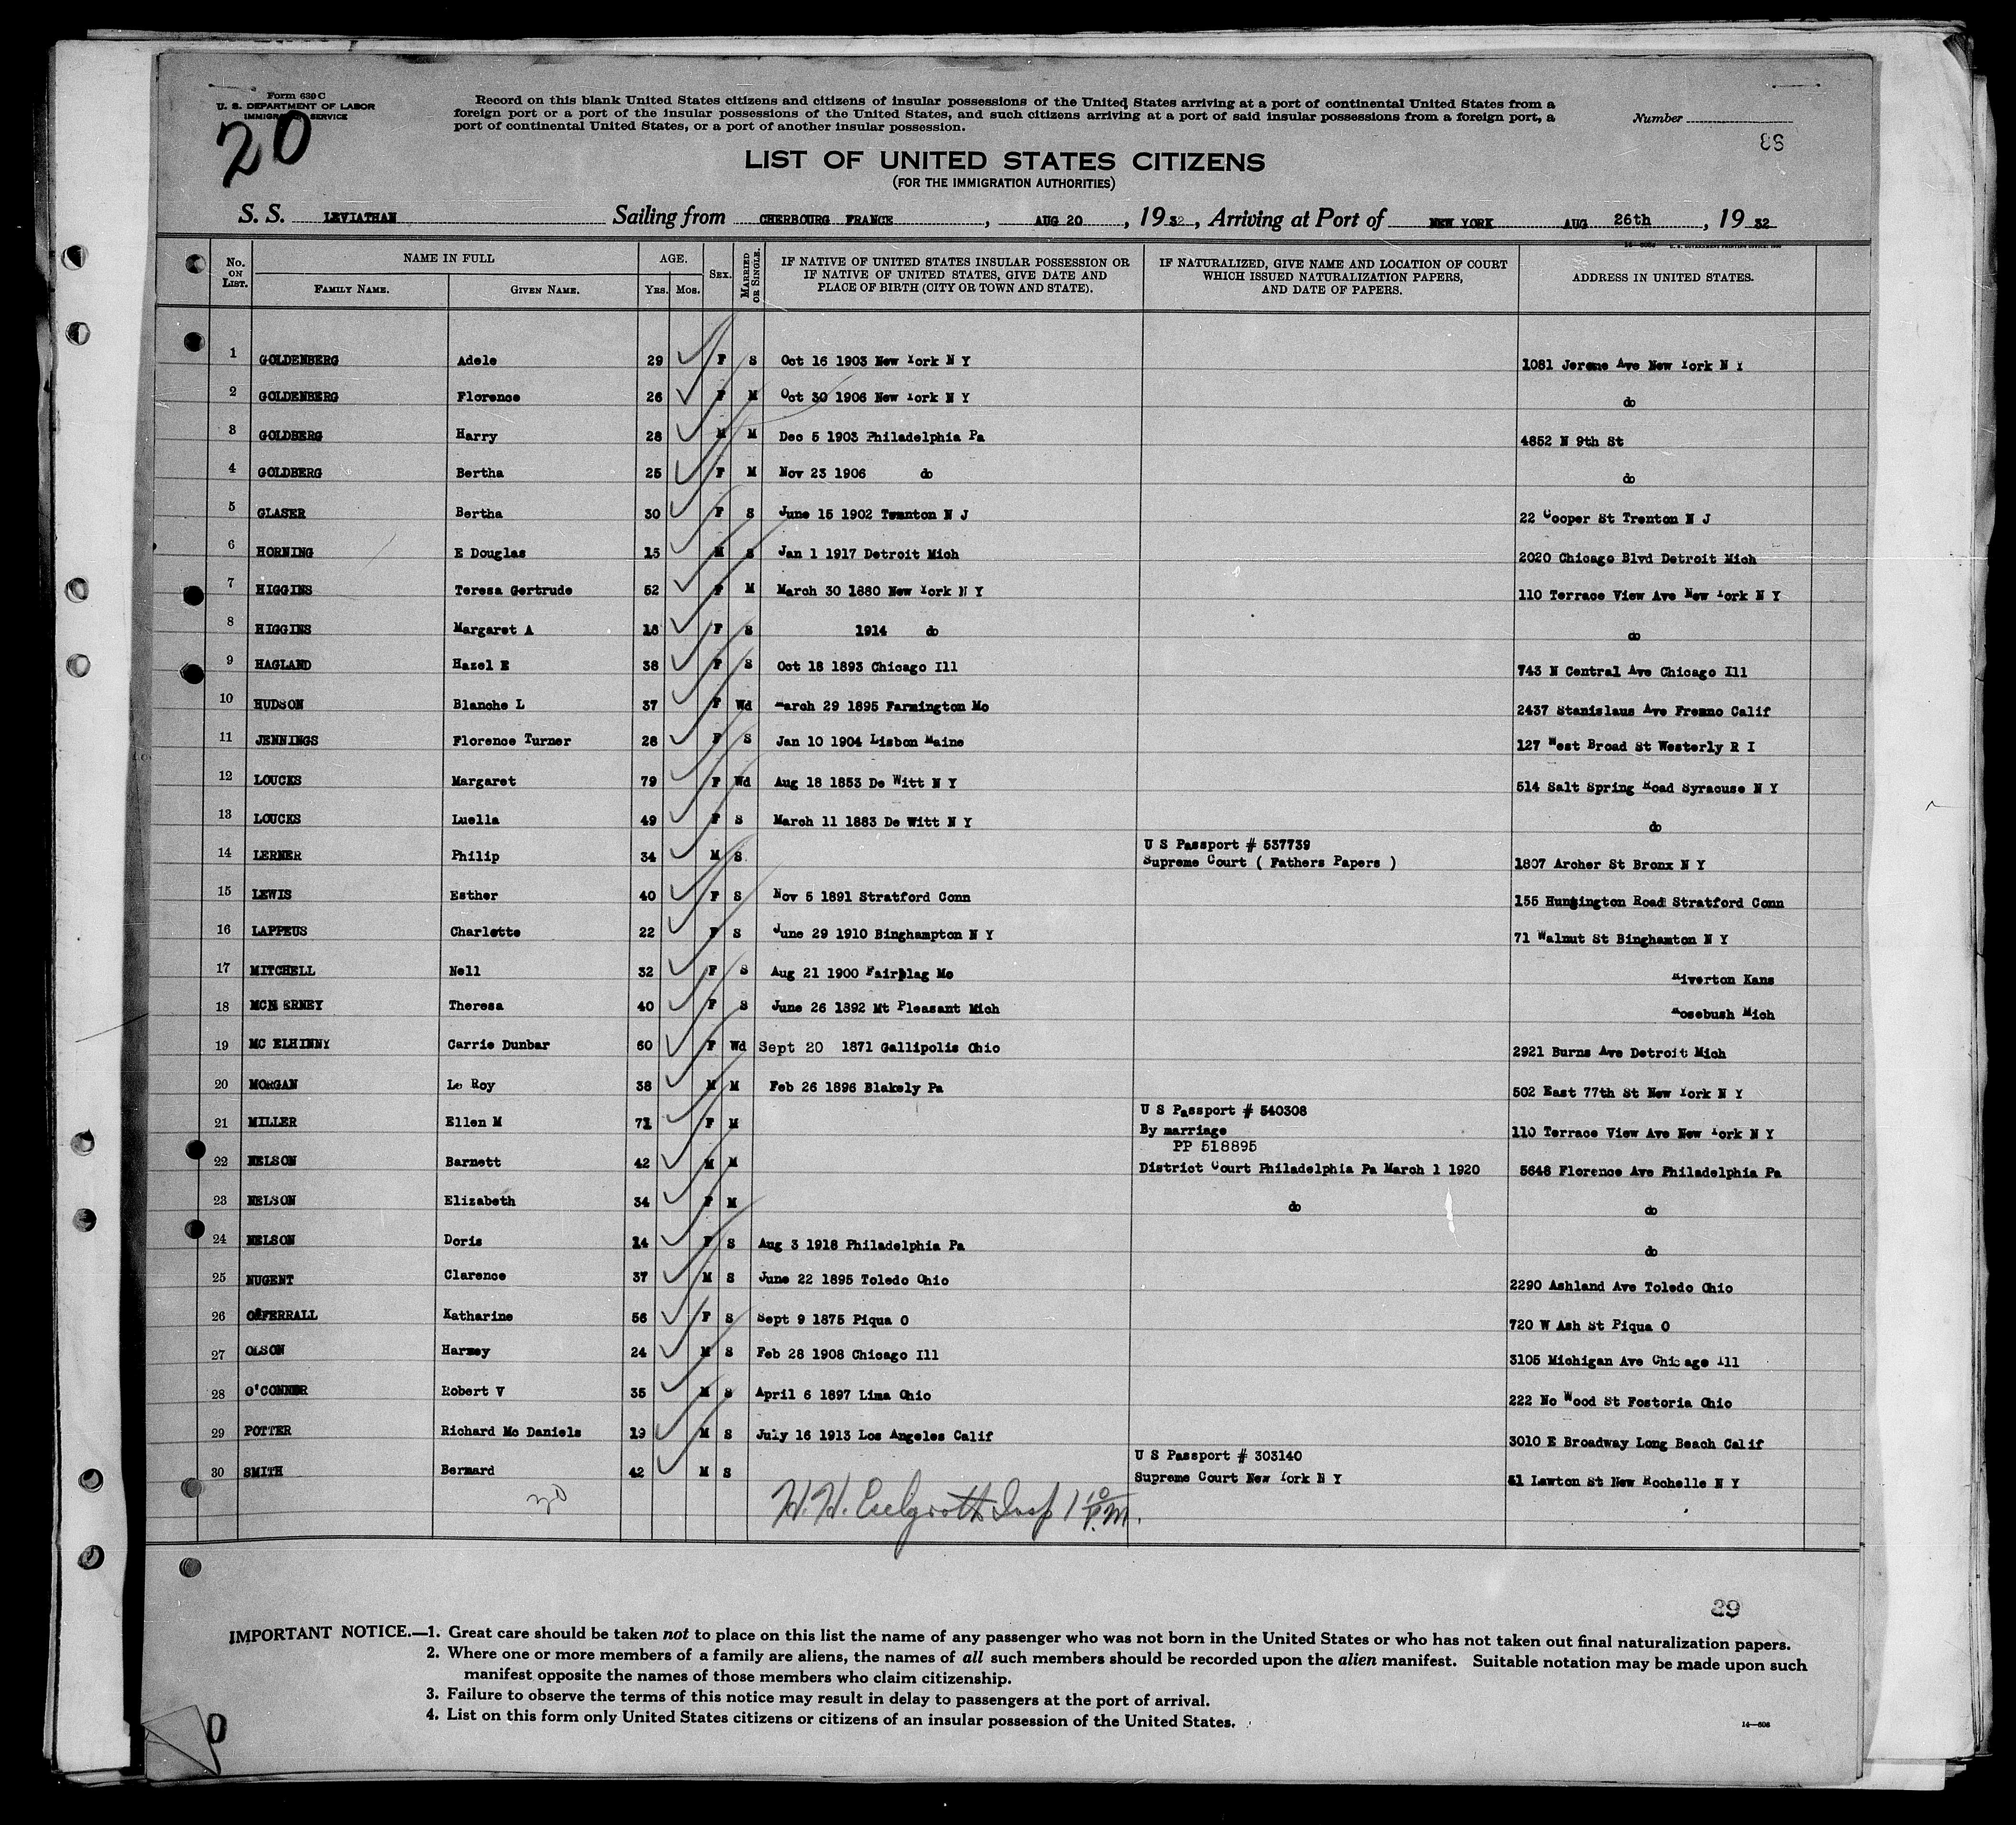 Form 630 C
U. S. DEPARTMENT OF LABOR
IMMIGRATION SERVICE
20
Record on this blank United States citizens and citizens of insular possessions of the United States arriving at a port of continental United States from a
foreign port or a port of the insular possessions of the United States, and such citizens arriving at a port of said insular possessions from a foreign port, a
port of continental United States, or a port of another insular possession.
Number
88
LIST OF UNITED STATES CITIZENS
(FOR THE IMMIGRATION AUTHORITIES)
S. S. LEVIATHAN Sailing from CHERBOURG FRANCE, AUG 20, 1932, Arriving at Port of NEW YORK AUG 26th, 1932
No. ON LIST. NAME IN FULL FAMILY NAME. GIVEN NAME. AGE. YRS. MOS. SEX. MARRIED OR SINGLE. IF NATIVE OF UNITED STATES INSULAR POSSESSION OR IF NATIVE OF UNITED STATES, GIVE DATE AND PLACE OF BIRTH (CITY OR TOWN AND STATE). IF NATURALIZED, GIVE NAME AND LOCATION OF COURT WHICH ISSUED NATURALIZATION PAPERS, AND DATE OF PAPERS. ADDRESS IN UNITED STATES.
1 GOLDENBERG Adele 29 F S Oct 16 1903 New York N Y 1081 Jerome Ave New York N Y
2 GOLDENBERG Florence 26 F M Oct 30 1906 New York N Y do
3 GOLDBERG Harry 28 M M Dec 5 1903 Philadelphia Pa 4852 N 9th St
4 GOLDBERG Bertha 25 F M Nov 23 1906 do do
5 GLASER Bertha 30 F S June 15 1902 Trenton N J 22 Cooper St Trenton N J
6 HORNING E Douglas 15 M S Jan 1 1917 Detroit Mich 2020 Chicago Blvd Detroit Mich
7 HIGGINS Teresa Gertrude 52 F M March 30 1880 New York N Y 110 Terrace View Ave New York N Y
8 HIGGINS Margaret A 18 F S 1914 do do
9 HAGLAND Hazel E 38 F S Oct 18 1893 Chicago Ill 743 N Central Ave Chicago Ill
10 HUDSON Blanche L 37 F Wd March 29 1895 Farmington Mo 2437 Stanislaus Ave Fresno Calif
11 JENNINGS Florence Turner 28 F S Jan 10 1904 Lisbon Maine 127 West Broad St Westerly R I
12 LOUCKS Margaret 79 F Wd Aug 18 1853 De Witt N Y 514 Salt Spring Road Syracuse N Y
13 LOUCKS Luella 49 F S March 11 1883 De Witt N Y do
14 LERNER Philip 34 M S U S Passport # 537739
Supreme Court ( Fathers Papers ) 1807 Archer St Bronx N Y
15 LEWIS Esther 40 F S Nov 5 1891 Stratford Conn 155 Huntington Road Stratford Conn
16 LAPPEUS Charlotte 22 F S June 29 1910 Binghampton N Y 71 Walnut St Binghamton N Y
17 MITCHELL Nell 32 F S Aug 21 1900 Fairplag Mo Riverton Kans
18 MCN ERNEY Theresa 40 F S June 26 1892 Mt Pleasant Mich Rosebush Mich
19 MC ELHINNY Carrie Dunbar 60 F Wd Sept 20 1871 Gallipolis Ohio 2921 Burns Ave Detroit Mich
20 MORGAN Le Roy 38 M M Feb 26 1896 Blakely Pa 502 East 77th St New York N Y
21 MILLER Ellen M 71 F M U S Passport # 540308
By marriage 110 Terrace View Ave New York N Y
PP 518895
22 NELSON Barnett 42 M M District Court Philadelphia Pa March 1 1920 5648 Florence Ave Philadelphia Pa
23 NELSON Elizabeth 34 F M do do
24 NELSON Doris 14 F S Aug 3 1918 Philadelphia Pa do
25 NUGENT Clarence 37 M S June 22 1895 Toledo Ohio 2290 Ashland Ave Toledo Ohio
26 O'FERRALL Katharine 56 F S Sept 9 1875 Piqua O 720 W Ash St Piqua O
27 OLSON Harvey 24 M S Feb 28 1908 Chicago Ill 3105 Michigan Ave Chicago Ill
28 O'CONNOR Robert V 35 M S April 6 1897 Lima Ohio 222 No Wood St Fostoria Ohio
29 POTTER Richard Mc Daniels 19 M S July 16 1913 Los Angeles Calif 3010 E Broadway Long Beach Calif
30 SMITH Bernard 42 M S U S Passport # 303140
Supreme Court New York N Y 51 Lawton St New Rochelle N Y
30
H. H. Insp 1 10 P.M.
39
IMPORTANT NOTICE.—1. Great care should be taken not to place on this list the name of any passenger who was not born in the United States or who has not taken out final naturalization papers.
2. Where one or more members of a family are aliens, the names of all such members should be recorded upon the alien manifest. Suitable notation may be made upon such
manifest opposite the names of those members who claim citizenship.
3. Failure to observe the terms of this notice may result in delay to passengers at the port of arrival.
4. List on this form only United States citizens or citizens of an insular possession of the United States.
14—608